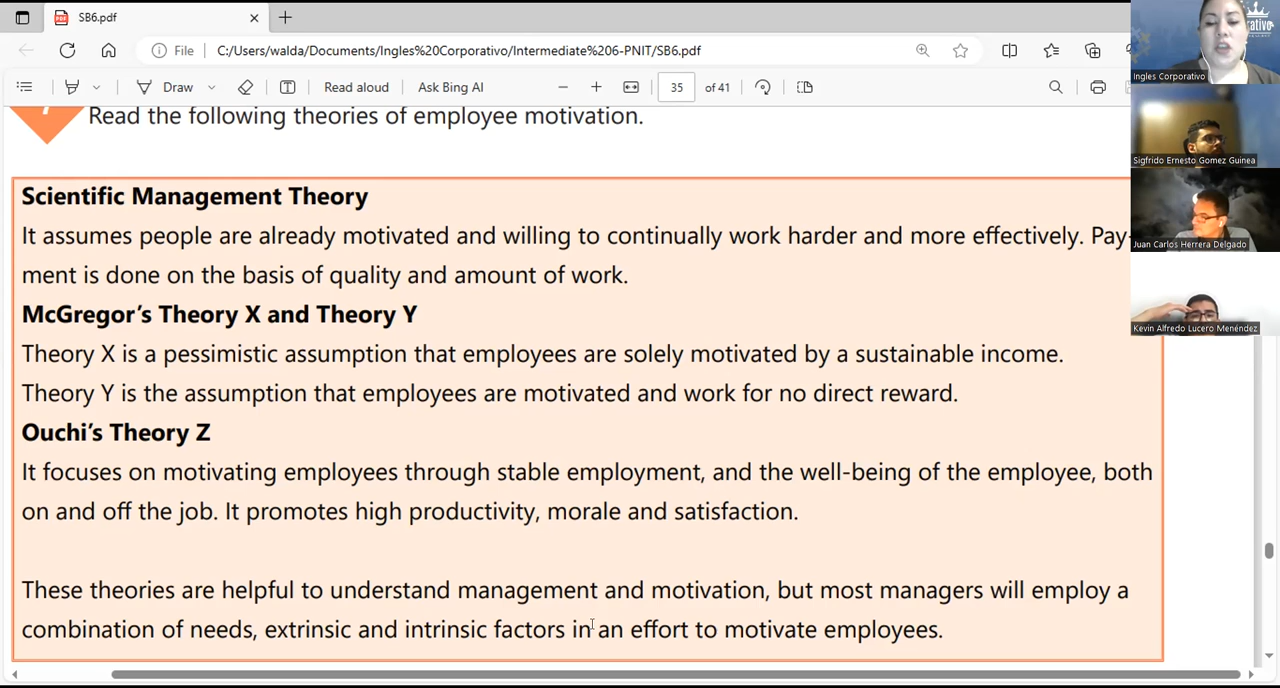 SB6.pdf
File
C:/Users/walda/Documents/Ingles%20Corporativo/Intermediate%206-PNIT/SB6.pdf
Draw
Read aloud
Ask Bing AI
35
of 41
Read the following theories of employee motivation.
Scientific Management Theory
It assumes people are already motivated and willing to continually work harder and more effectively. Pay-
ment is done on the basis of quality and amount of work.
McGregor's Theory X and Theory Y
Theory X is a pessimistic assumption that employees are solely motivated by a sustainable income.
Theory Y is the assumption that employees are motivated and work for no direct reward.
Ouchi's Theory Z
It focuses on motivating employees through stable employment, and the well-being of the employee, both
on and off the job. It promotes high productivity, morale and satisfaction.
These theories are helpful to understand management and motivation, but most managers will employ a
combination of needs, extrinsic and intrinsic factors in an effort to motivate employees.
Ingles Corporativo
Sigfrido Ernesto Gomez Guinea
Juan Carlos Herrera Delgado
Kevin Alfredo Lucero Menéndez